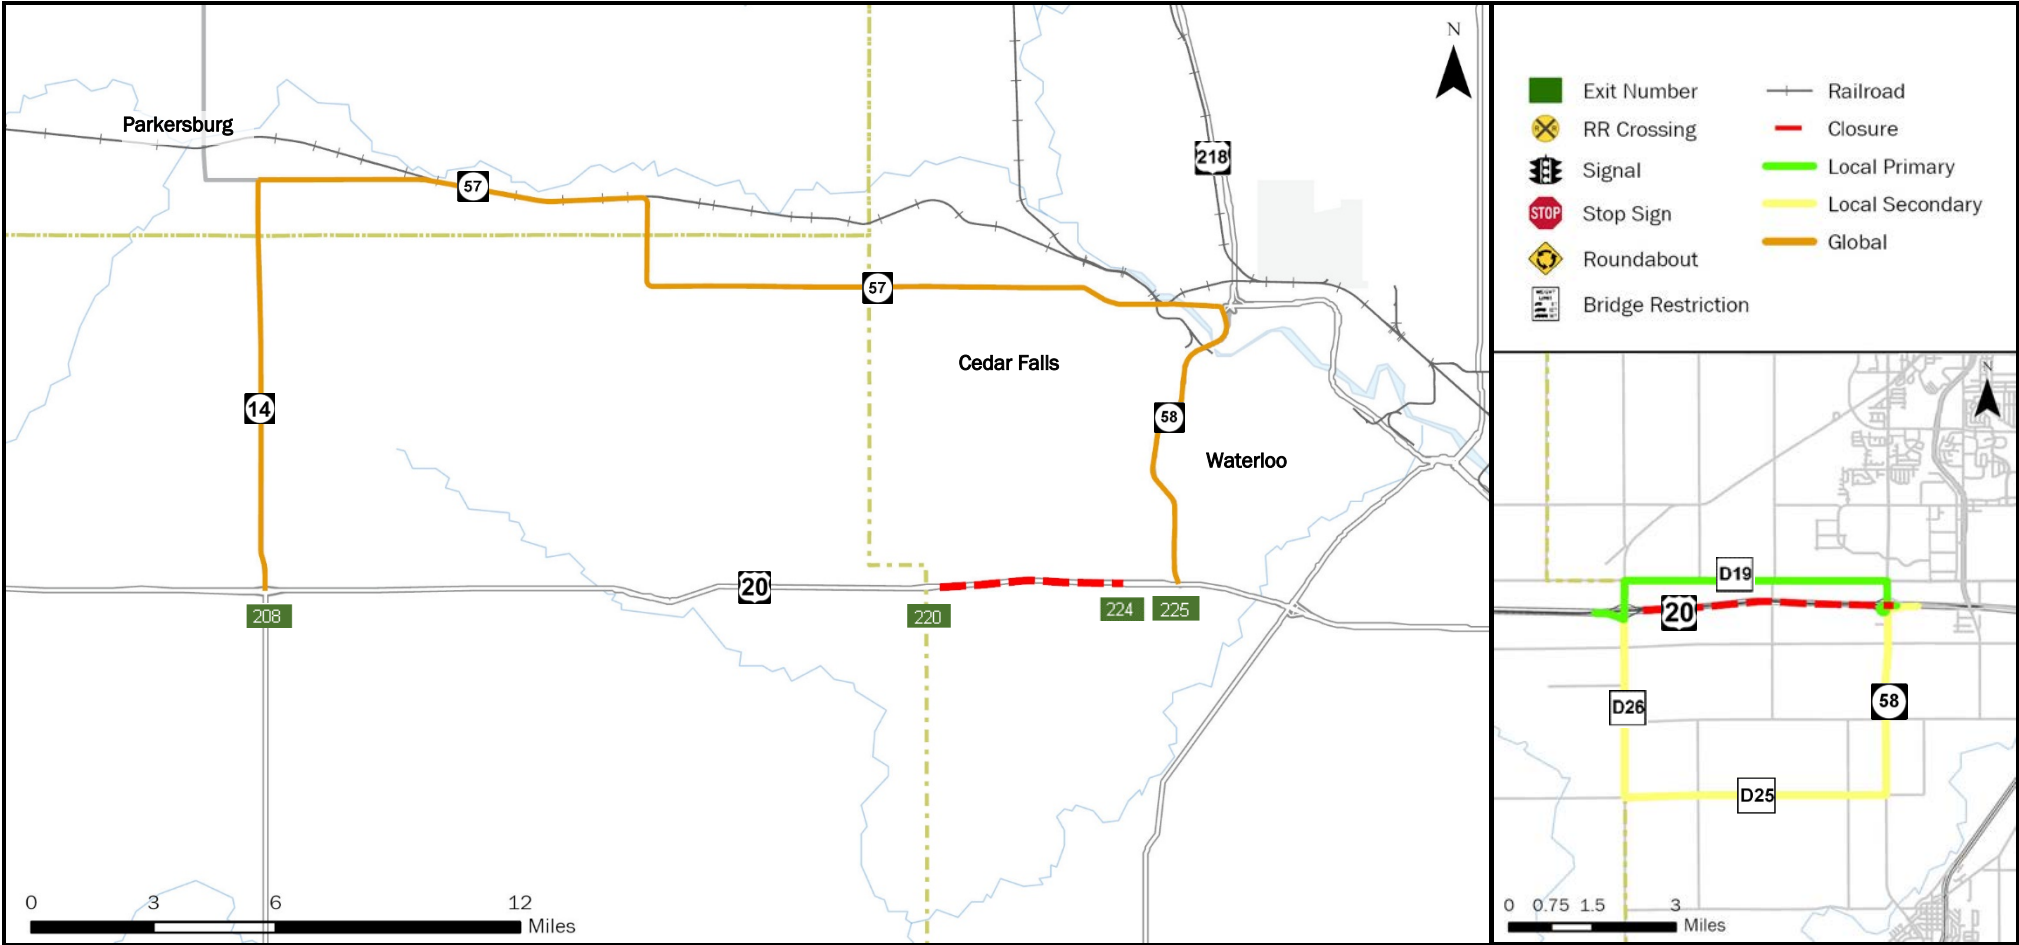 N
Parkersburg
57
218
57
Cedar Falls
14
58
Waterloo
20
208
220
224
225
0
3
6
12
Miles
Exit Number
RR Crossing
Signal
STOP
Stop Sign
Roundabout
Bridge Restriction
Railroad
Closure
Local Primary
Local Secondary
Global
N
D19
20
D26
58
D25
0
0.75
1.5
3
Miles